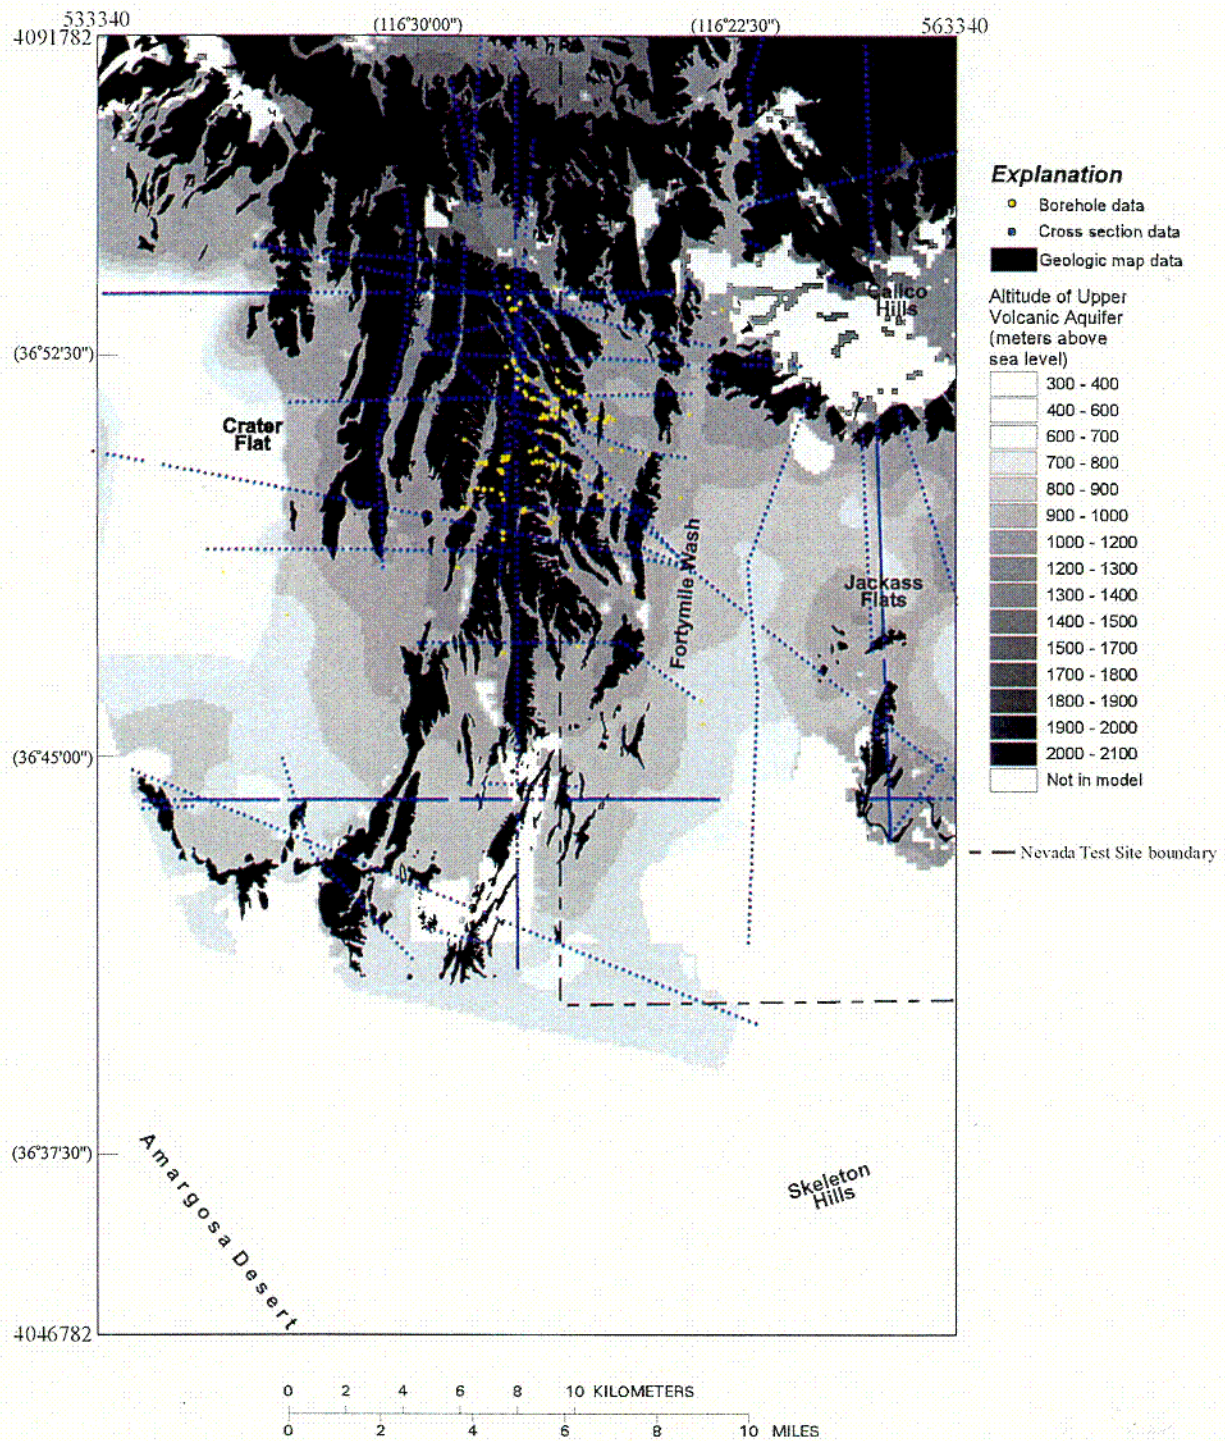 533340
(116°30'00")
(116°22'30")
563340
4091782
Explanation
Borehole data
Cross section data
Geologic map data
Altitude of Upper
Volcanic Aquifer
(meters above
sea level)
300 - 400
400 - 600
600 - 700
700 - 800
800 - 900
900 - 1000
1000 - 1200
1200 - 1300
1300 - 1400
1400 - 1500
1500 - 1700
1700 - 1800
1800 - 1900
1900 - 2000
2000 - 2100
Not in model
Nevada Test Site boundary
Calico
Hills
(36°52'30")
Crater
Flat
Fortymile Wash
Jackass
Flats
(36°45'00")
(36°37'30")
Amargosa Desert
Skeleton
Hills
4046782
0 2 4 6 8 10 KILOMETERS
0 2 4 6 8 10 MILES